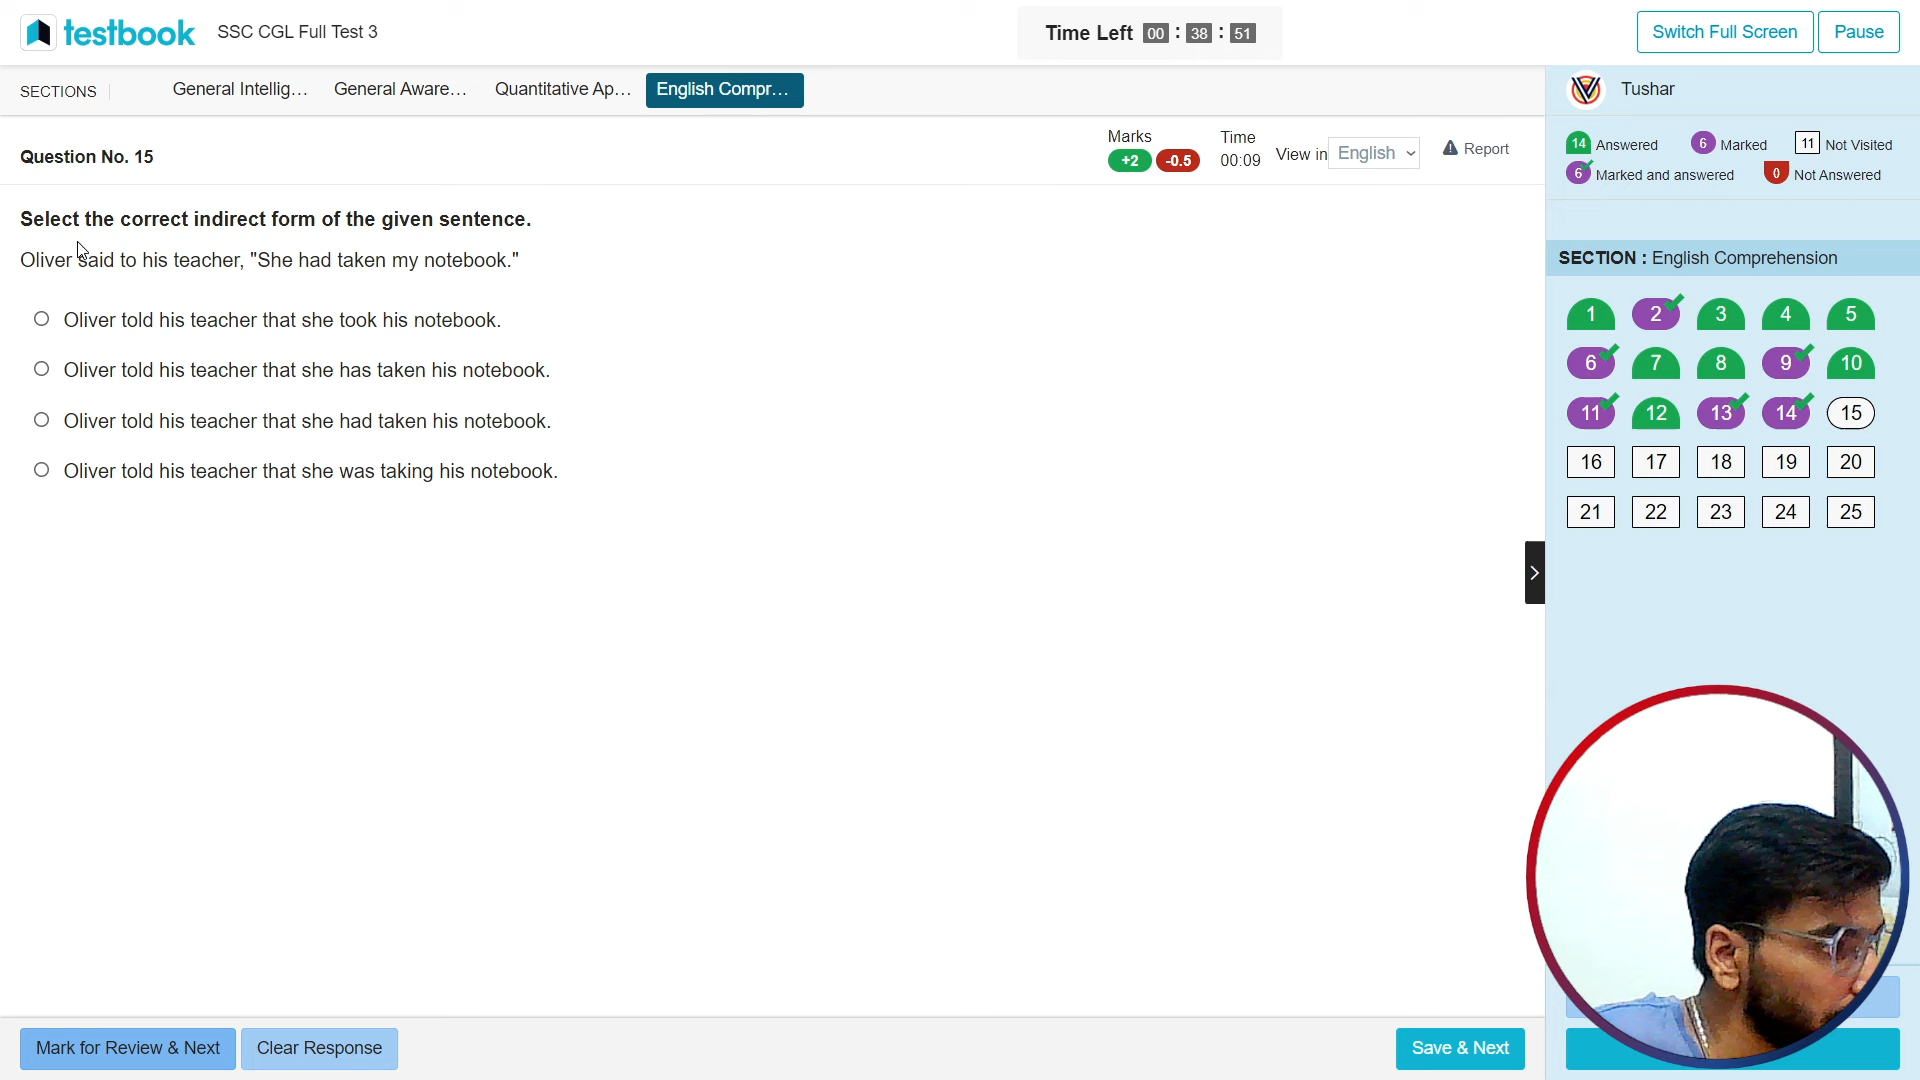 testbook SSC CGL Full Test 3 Time Left 00 : 38 : 51 Switch Full Screen Pause
SECTIONS General Intellig... General Aware... Quantitative Ap... English Compr...
Tushar
Question No. 15
Marks
+2 -0.5
Time
00:09
View in English
Report
14 Answered 6 Marked 11 Not Visited
6 Marked and answered 0 Not Answered
Select the correct indirect form of the given sentence.
Oliver said to his teacher, "She had taken my notebook."
Oliver told his teacher that she took his notebook.
Oliver told his teacher that she has taken his notebook.
Oliver told his teacher that she had taken his notebook.
Oliver told his teacher that she was taking his notebook.
SECTION : English Comprehension
1 2 3 4 5
6 7 8 9 10
11 12 13 14 15
16 17 18 19 20
21 22 23 24 25
Mark for Review & Next Clear Response Save & Next